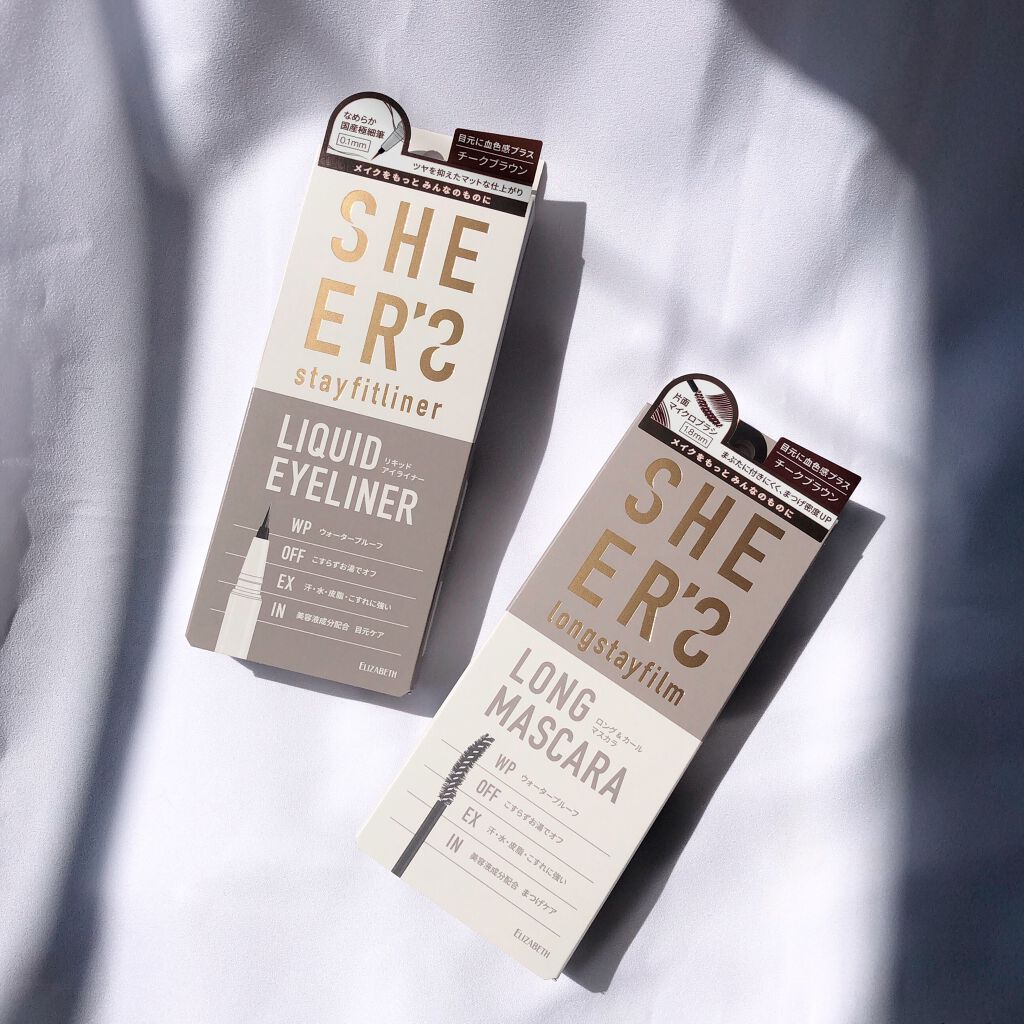 なめらか
国産極細筆
0.1mm
目元に血色感プラス
チークブラウン
ツヤを抑えたマットな仕上がり
メイクをもっと みんなのものに
SHE
ER'S
stayfitliner
LIQUID
リキッド
アイライナー
EYELINER
WP ウォータープルーフ
OFF こすらずお湯でオフ
EX 汗・水・皮脂・こすれに強い
IN 美容液成分配合 目元ケア
ELIZABETH
片面
マイクロブラシ
1.8mm
目元に血色感プラス
チークブラウン
まぶたに付きにくく、まつげ密度UP
メイクをもっと みんなのものに
SHE
ER'S
longstayfilm
LONG
ロング&カール
マスカラ
MASCARA
WP ウォータープルーフ
OFF こすらずお湯でオフ
EX 汗・水・皮脂・こすれに強い
IN 美容液成分配合 まつげケア
ELIZABETH